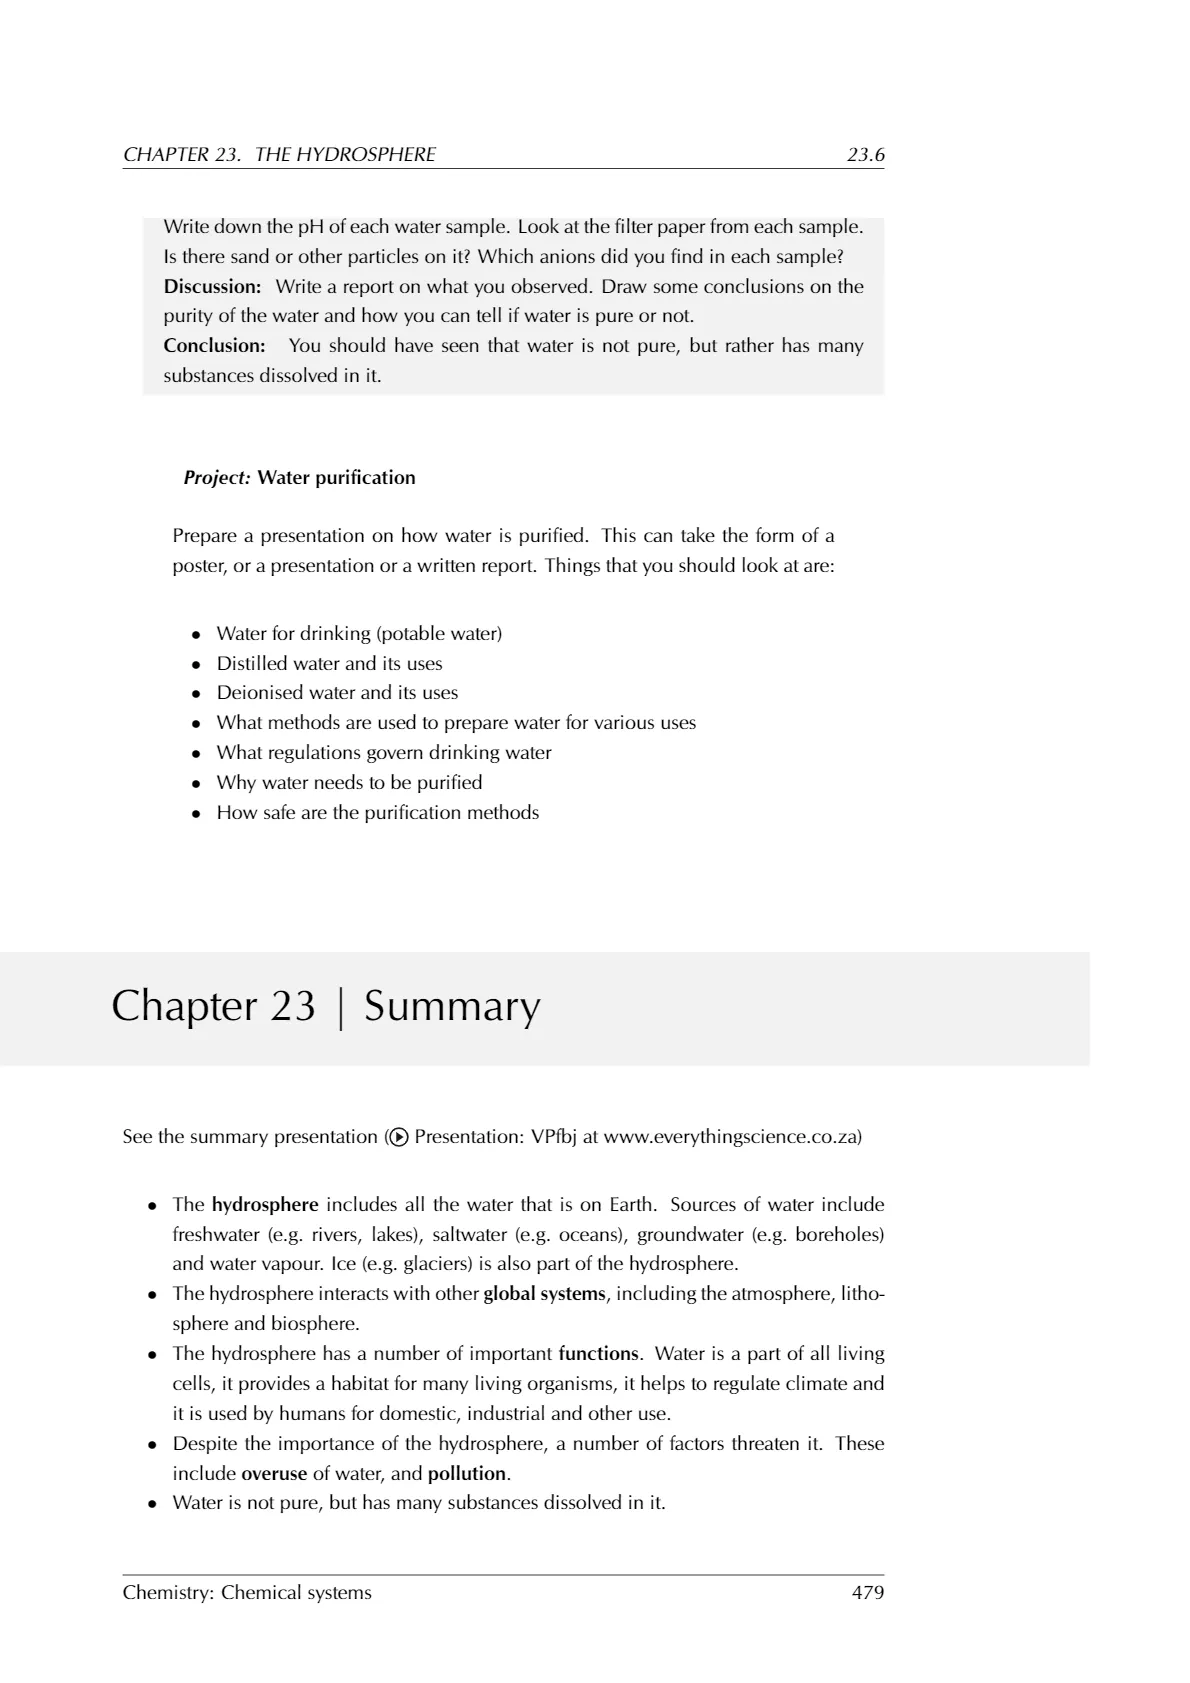 CHAPTER 23. THE HYDROSPHERE 23.6
Write down the pH of each water sample. Look at the filter paper from each sample.
Is there sand or other particles on it? Which anions did you find in each sample?
Discussion: Write a report on what you observed. Draw some conclusions on the
purity of the water and how you can tell if water is pure or not.
Conclusion: You should have seen that water is not pure, but rather has many
substances dissolved in it.
Project: Water purification
Prepare a presentation on how water is purified. This can take the form of a
poster, or a presentation or a written report. Things that you should look at are:
• Water for drinking (potable water)
• Distilled water and its uses
• Deionised water and its uses
• What methods are used to prepare water for various uses
• What regulations govern drinking water
• Why water needs to be purified
• How safe are the purification methods
Chapter 23 | Summary
See the summary presentation (▶ Presentation: VPfbj at www.everythingscience.co.za)
• The hydrosphere includes all the water that is on Earth. Sources of water include
freshwater (e.g. rivers, lakes), saltwater (e.g. oceans), groundwater (e.g. boreholes)
and water vapour. Ice (e.g. glaciers) is also part of the hydrosphere.
• The hydrosphere interacts with other global systems, including the atmosphere, litho-
sphere and biosphere.
• The hydrosphere has a number of important functions. Water is a part of all living
cells, it provides a habitat for many living organisms, it helps to regulate climate and
it is used by humans for domestic, industrial and other use.
• Despite the importance of the hydrosphere, a number of factors threaten it. These
include overuse of water, and pollution.
• Water is not pure, but has many substances dissolved in it.
Chemistry: Chemical systems 479